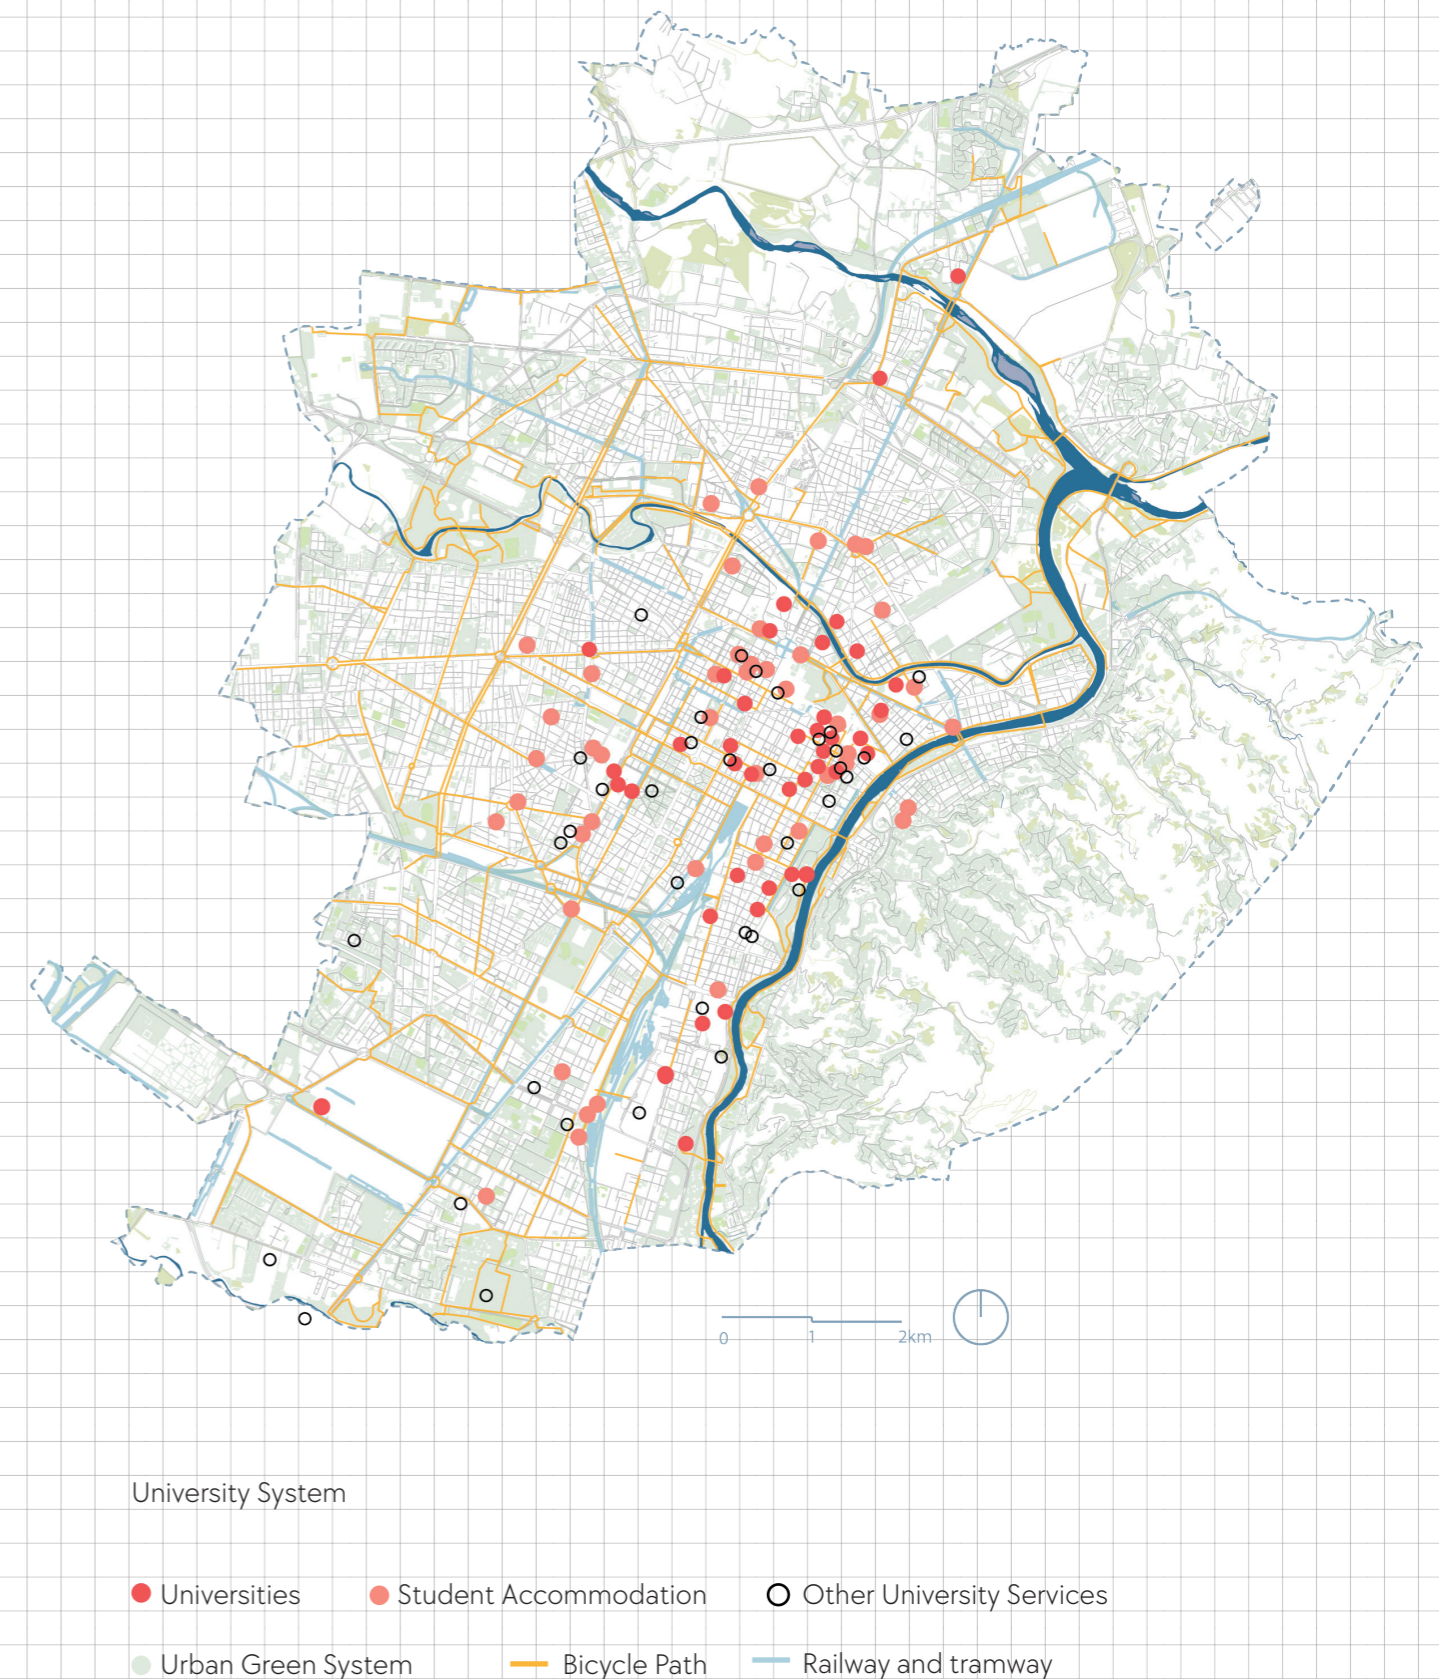 0 1 2km
University System
Universities Student Accommodation Other University Services
Urban Green System Bicycle Path Railway and tramway